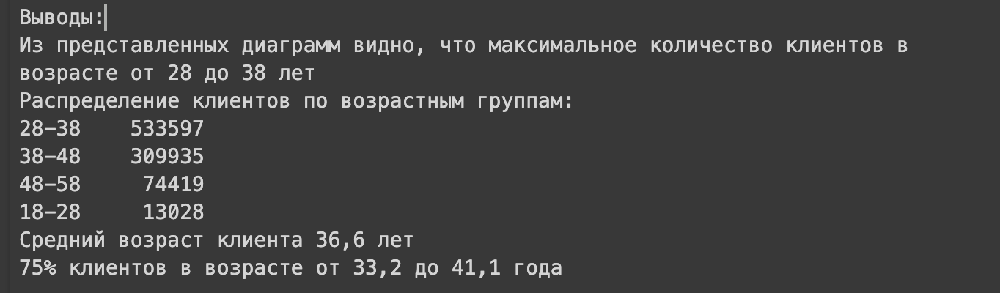 Выводы:
Из представленных диаграмм видно, что максимальное количество клиентов в
возрасте от 28 до 38 лет
Распределение клиентов по возрастным группам:
28–38    533597
38–48    309935
48–58     74419
18–28     13028
Средний возраст клиента 36,6 лет
75% клиентов в возрасте от 33,2 до 41,1 года